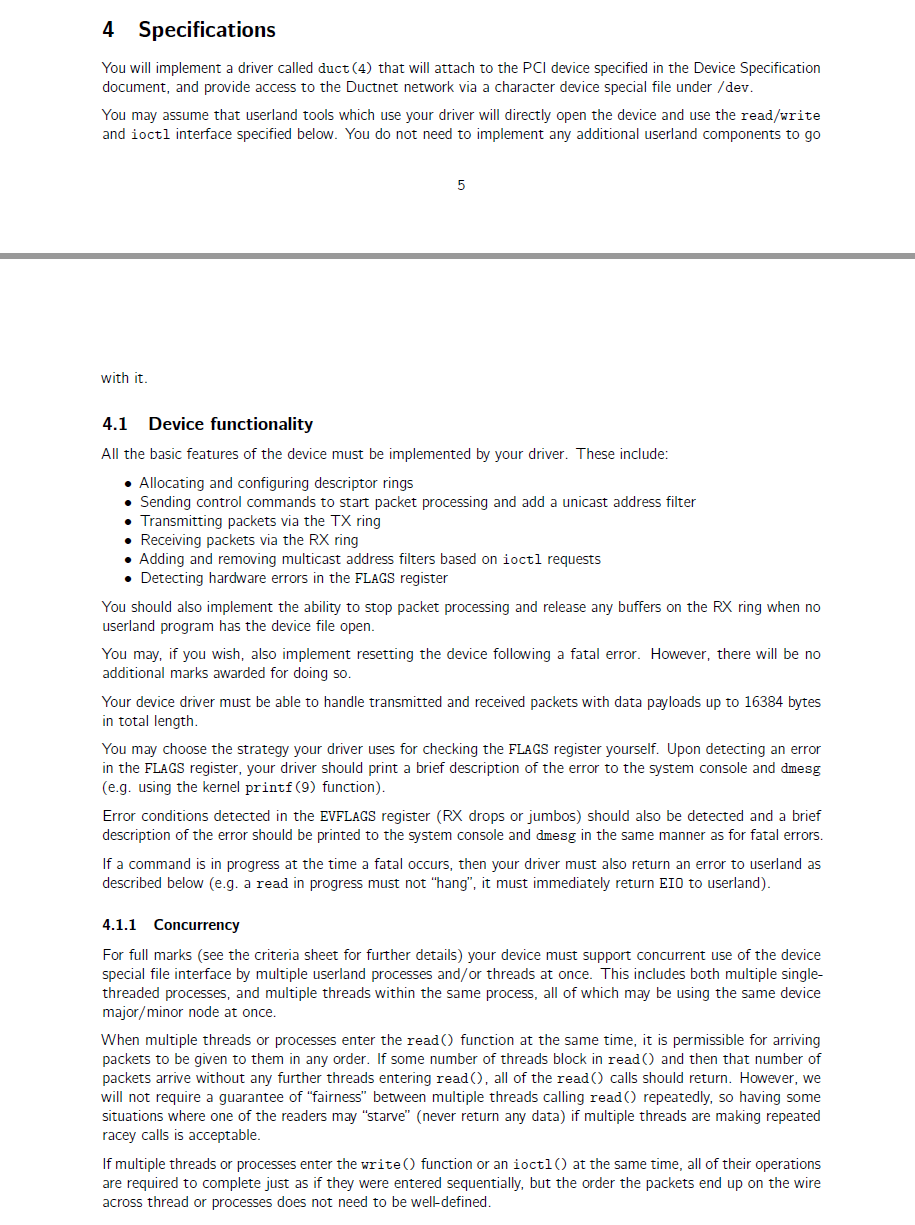 4 Specifications
You will implement a driver called duct(4) that will attach to the PCI device specified in the Device Specification
document, and provide access to the Ductnet network via a character device special file under /dev.
You may assume that userland tools which use your driver will directly open the device and use the read/write
and ioctl interface specified below. You do not need to implement any additional userland components to go
5
with it.
4.1 Device functionality
All the basic features of the device must be implemented by your driver. These include:
• Allocating and configuring descriptor rings
• Sending control commands to start packet processing and add a unicast address filter
• Transmitting packets via the TX ring
• Receiving packets via the RX ring
• Adding and removing multicast address filters based on ioctl requests
• Detecting hardware errors in the FLAGS register
You should also implement the ability to stop packet processing and release any buffers on the RX ring when no
userland program has the device file open.
You may, if you wish, also implement resetting the device following a fatal error. However, there will be no
additional marks awarded for doing so.
Your device driver must be able to handle transmitted and received packets with data payloads up to 16384 bytes
in total length.
You may choose the strategy your driver uses for checking the FLAGS register yourself. Upon detecting an error
in the FLAGS register, your driver should print a brief description of the error to the system console and dmesg
(e.g. using the kernel printf(9) function).
Error conditions detected in the EVFLAGS register (RX drops or jumbos) should also be detected and a brief
description of the error should be printed to the system console and dmesg in the same manner as for fatal errors.
If a command is in progress at the time a fatal occurs, then your driver must also return an error to userland as
described below (e.g. a read in progress must not “hang”, it must immediately return EIO to userland).
4.1.1 Concurrency
For full marks (see the criteria sheet for further details) your device must support concurrent use of the device
special file interface by multiple userland processes and/or threads at once. This includes both multiple single-
threaded processes, and multiple threads within the same process, all of which may be using the same device
major/minor node at once.
When multiple threads or processes enter the read() function at the same time, it is permissible for arriving
packets to be given to them in any order. If some number of threads block in read() and then that number of
packets arrive without any further threads entering read(), all of the read() calls should return. However, we
will not require a guarantee of “fairness” between multiple threads calling read() repeatedly, so having some
situations where one of the readers may “starve” (never return any data) if multiple threads are making repeated
racey calls is acceptable.
If multiple threads or processes enter the write() function or an ioctl() at the same time, all of their operations
are required to complete just as if they were entered sequentially, but the order the packets end up on the wire
across thread or processes does not need to be well-defined.